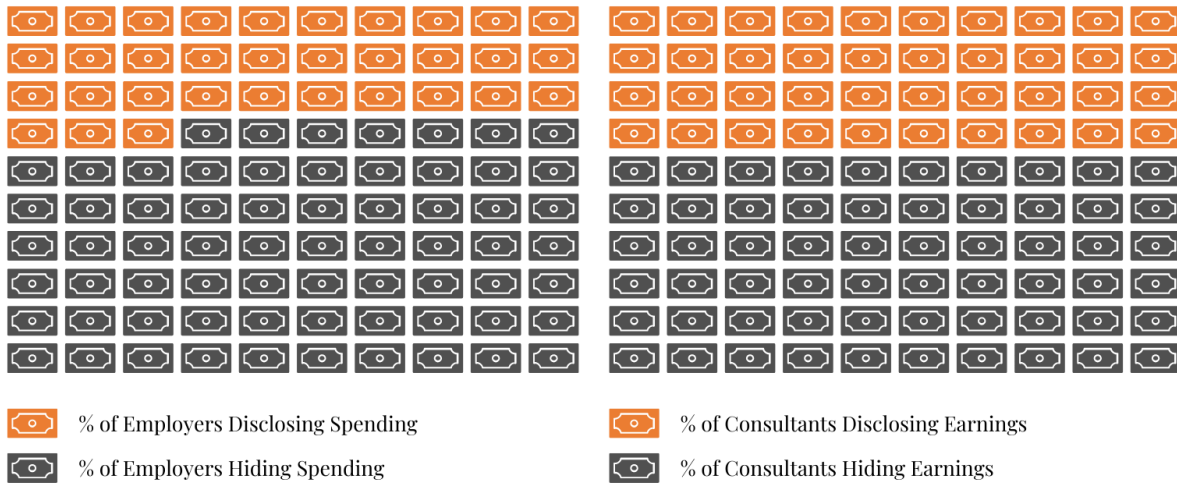 % of Employers Disclosing Spending
% of Employers Hiding Spending
% of Consultants Disclosing Earnings
% of Consultants Hiding Earnings